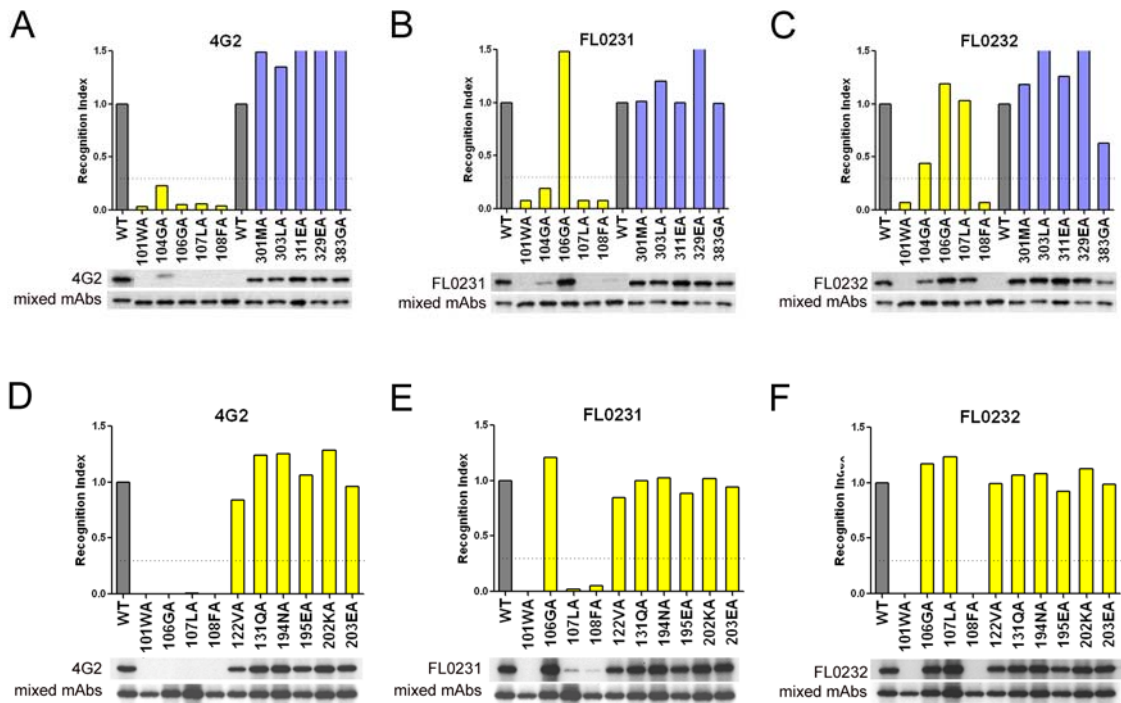 A
4G2
Recognition Index
1.5
1.0
0.5
0.0
WT
101WA
104GA
106GA
107LA
108FA
WT
301MA
303LA
311EA
329EA
383GA
4G2
mixed mAbs
B
FL0231
Recognition Index
1.5
1.0
0.5
0.0
WT
101WA
104GA
106GA
107LA
108FA
WT
301MA
303LA
311EA
329EA
383GA
FL0231
mixed mAbs
C
FL0232
Recognition Index
1.5
1.0
0.5
0.0
WT
101WA
104GA
106GA
107LA
108FA
WT
301MA
303LA
311EA
329EA
383GA
FL0232
mixed mAbs
D
4G2
Recognition Index
1.5
1.0
0.5
0.0
WT
101WA
106GA
107LA
108FA
122VA
131QA
194NA
195EA
202KA
203EA
4G2
mixed mAbs
E
FL0231
Recognition Index
1.5
1.0
0.5
0.0
WT
101WA
106GA
107LA
108FA
122VA
131QA
194NA
195EA
202KA
203EA
FL0231
mixed mAbs
F
FL0232
Recognition Index
1.5
1.0
0.5
0.0
WT
101WA
106GA
107LA
108FA
122VA
131QA
194NA
195EA
202KA
203EA
FL0232
mixed mAbs